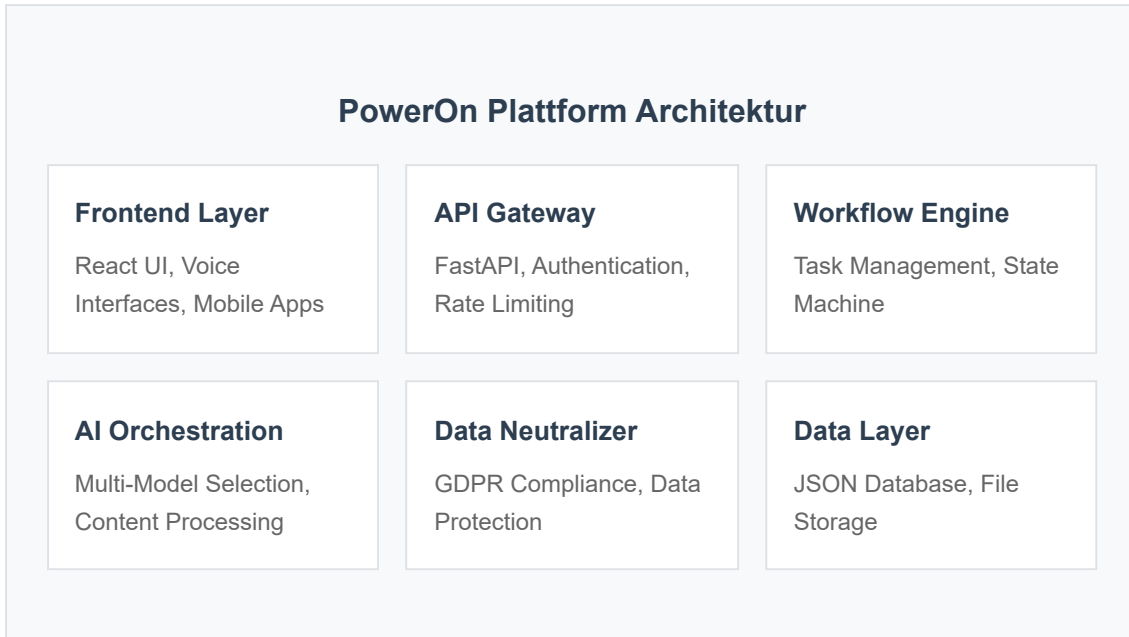 PowerOn Plattform Architektur
Frontend Layer
React UI, Voice
Interfaces, Mobile Apps
API Gateway
FastAPI, Authentication,
Rate Limiting
Workflow Engine
Task Management, State
Machine
AI Orchestration
Multi-Model Selection,
Content Processing
Data Neutralizer
GDPR Compliance, Data
Protection
Data Layer
JSON Database, File
Storage